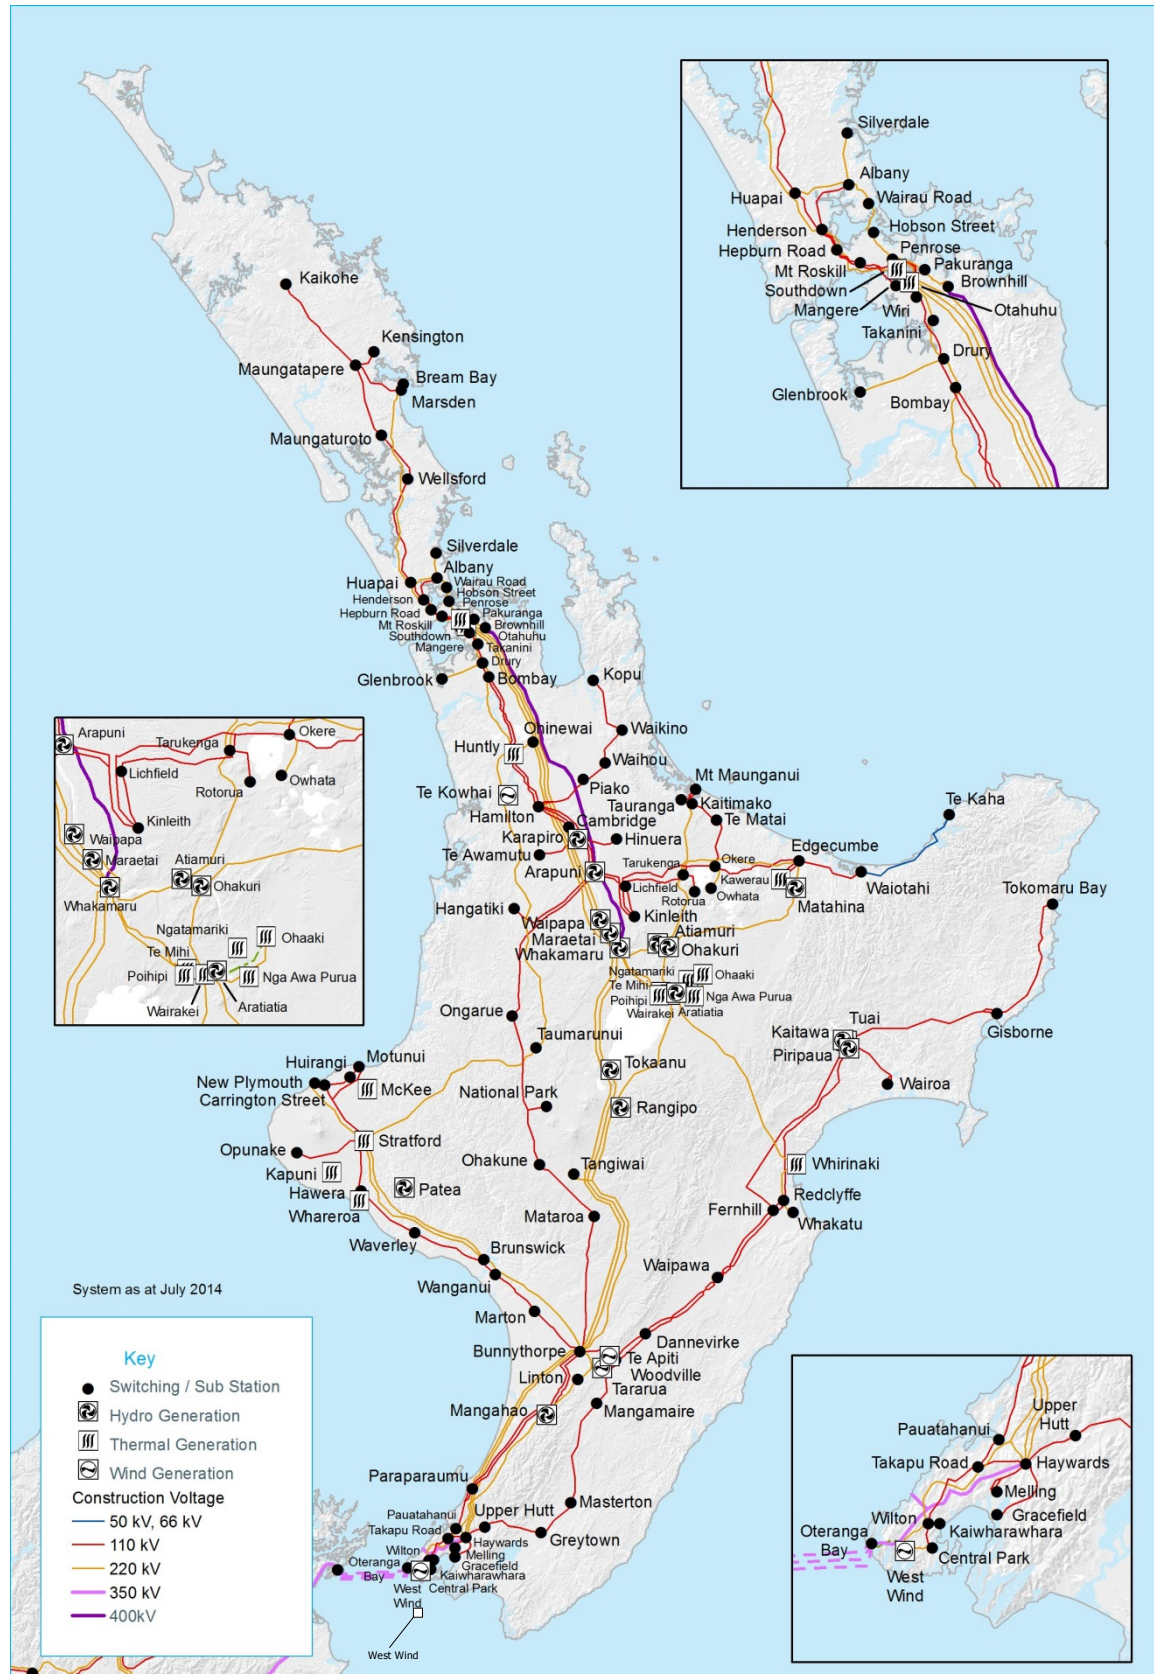 Silverdale
Albany
Huapai
Wairau Road
Henderson
Hobson Street
Hepburn Road
Penrose
Mt Roskill
Pakuranga
Southdown
Brownhill
Mangere
Wiri
Otahuhu
Takanini
Drury
Glenbrook
Bombay
Kaikohe
Kensington
Maungatapere
Bream Bay
Marsden
Maungaturoto
Wellsford
Silverdale
Albany
Huapai
Wairau Road
Hobson Street
Henderson
Penrose
Hepburn Road
Pakuranga
Mt Roskill
Brownhill
Southdown
Otahuhu
Mangere
Takanini
Drury
Glenbrook
Bombay
Kopu
Ohinewai
Waikino
Huntly
Waihou
Piako
Mt Maunganui
Te Kowhai
Tauranga
Kaitimako
Te Kaha
Hamilton
Cambridge
Te Matai
Karapiro
Hinuera
Edgecumbe
Te Awamutu
Tarukenga
Okere
Arapuni
Kawerau
Waiotahi
Lichfield
Owhata
Rotorua
Matahina
Tokomaru Bay
Hangatiki
Waipapa
Kinleith
Maraetai
Atiamuri
Whakamaru
Ohakuri
Ngatamariki
Ohaaki
Te Mihi
Poihipi
Nga Awa Purua
Wairakei
Aratiatia
Ongarue
Tuai
Gisborne
Kaitawa
Taumarunui
Piripaua
Arapuni
Okere
Tarukenga
Lichfield
Owhata
Rotorua
Kinleith
Waipapa
Maraetai
Atiamuri
Ohakuri
Whakamaru
Ngatamariki
Ohaaki
Te Mihi
Poihipi
Nga Awa Purua
Wairakei
Aratiatia
Motunui
Huirangi
Tokaanu
New Plymouth
McKee
Wairoa
Carrington Street
National Park
Rangipo
Stratford
Opunake
Ohakune
Tangiwai
Whirinaki
Kapuni
Hawera
Patea
Redclyffe
Whareroa
Fernhill
Whakatu
Mataroa
Waverley
Brunswick
Waipawa
Wanganui
System as at July 2014
Marton
Dannevirke
Bunnythorpe
Te Apiti
Woodville
Linton
Tararua
Mangahao
Mangamaire
Paraparaumu
Masterton
Pauatahanui
Upper Hutt
Takapu Road
Greytown
Haywards
Wilton
Melling
Oteranga
Bay
Gracefield
Kaiwharawhara
West
Wind
Central Park
West Wind
Key
Switching / Sub Station
Hydro Generation
Thermal Generation
Wind Generation
Construction Voltage
50 kV, 66 kV
110 kV
220 kV
350 kV
400kV
Upper
Hutt
Pauatahanui
Takapu Road
Haywards
Melling
Wilton
Gracefield
Oteranga
Bay
Kaiwharawhara
Central Park
West
Wind